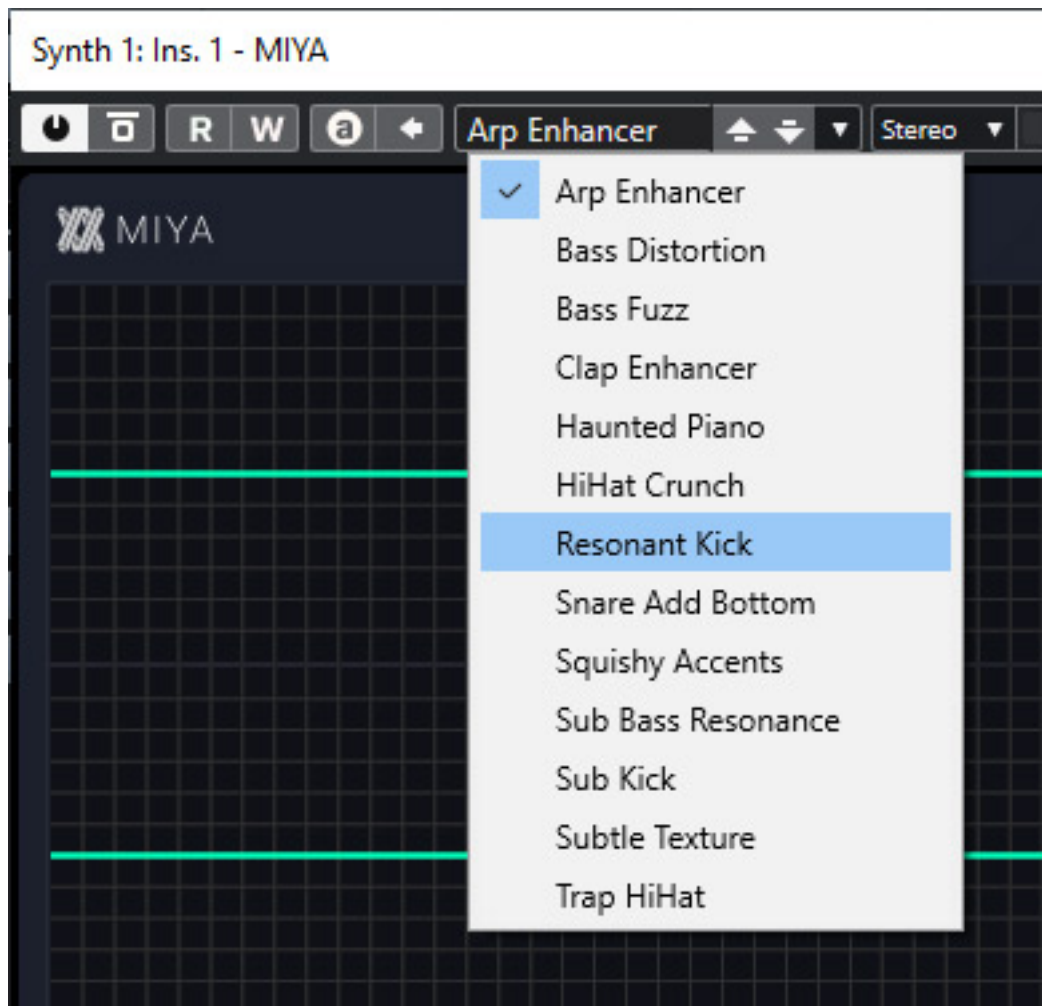 Synth 1: Ins. 1 - MIYA
R W a Arp Enhancer Stereo
MIYA
Arp Enhancer
Bass Distortion
Bass Fuzz
Clap Enhancer
Haunted Piano
HiHat Crunch
Resonant Kick
Snare Add Bottom
Squishy Accents
Sub Bass Resonance
Sub Kick
Subtle Texture
Trap HiHat